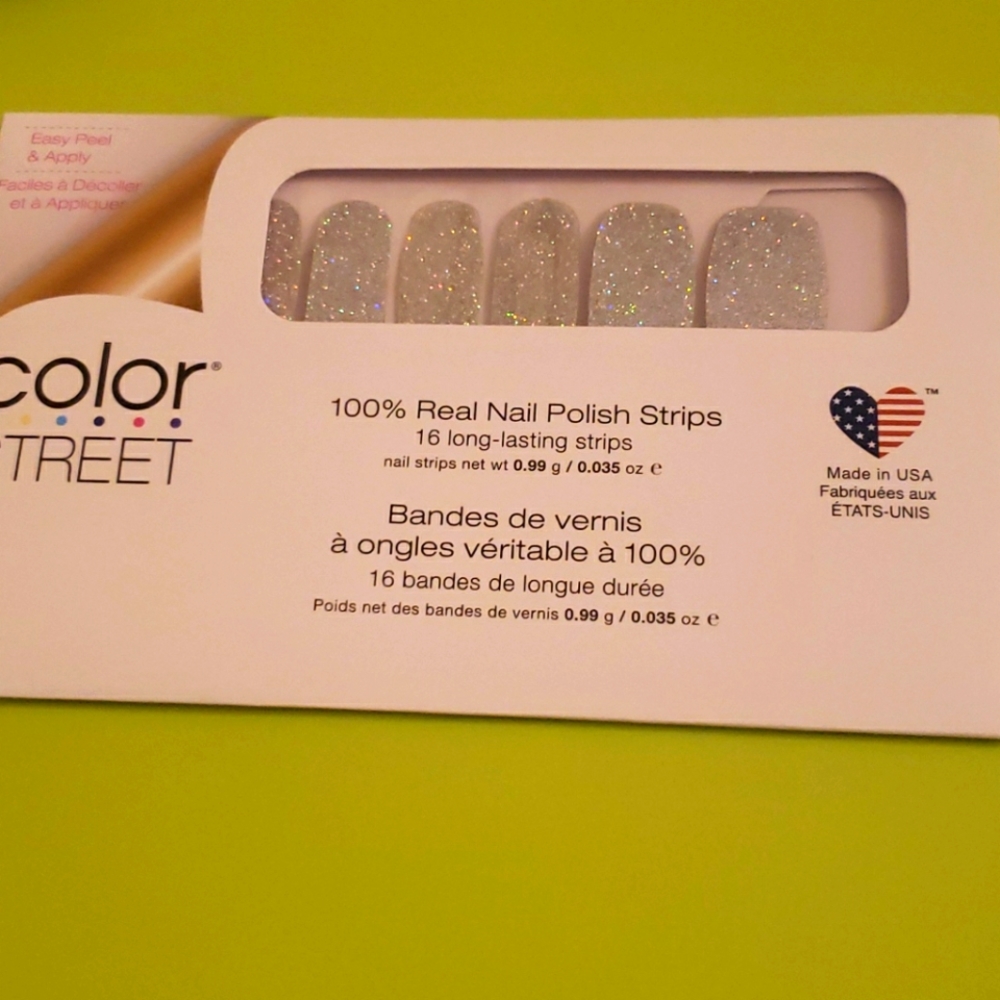 Easy Peel
& Apply
Faciles à Décoller
et à Appliquer
color®
STREET
100% Real Nail Polish Strips
16 long-lasting strips
nail strips net wt 0.99 g / 0.035 oz ℮
Bandes de vernis
à ongles véritable à 100%
16 bandes de longue durée
Poids net des bandes de vernis 0.99 g / 0.035 oz ℮
™
Made in USA
Fabriquées aux
ÉTATS-UNIS